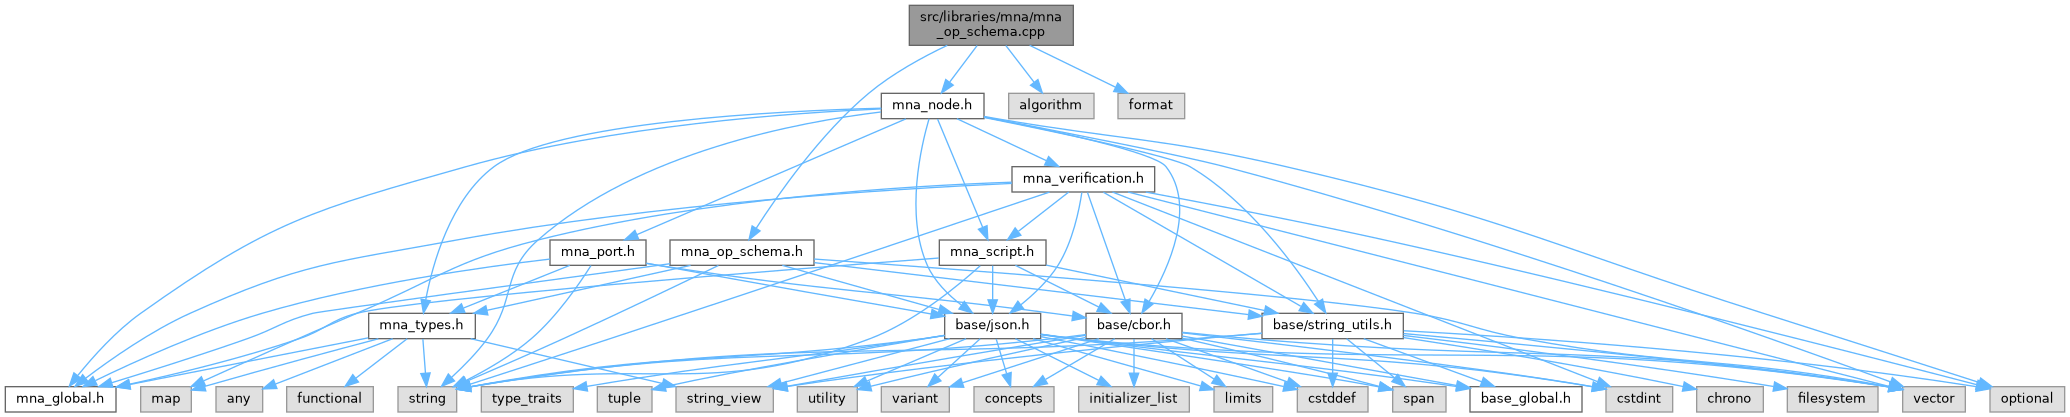 src/libraries/mna/mna
_op_schema.cpp
mna_node.h
algorithm
format
mna_verification.h
mna_port.h
mna_op_schema.h
mna_script.h
mna_types.h
base/json.h
base/cbor.h
base/string_utils.h
mna_global.h
map
any
functional
string
type_traits
tuple
string_view
utility
variant
concepts
initializer_list
limits
cstddef
span
base_global.h
cstdint
chrono
filesystem
vector
optional